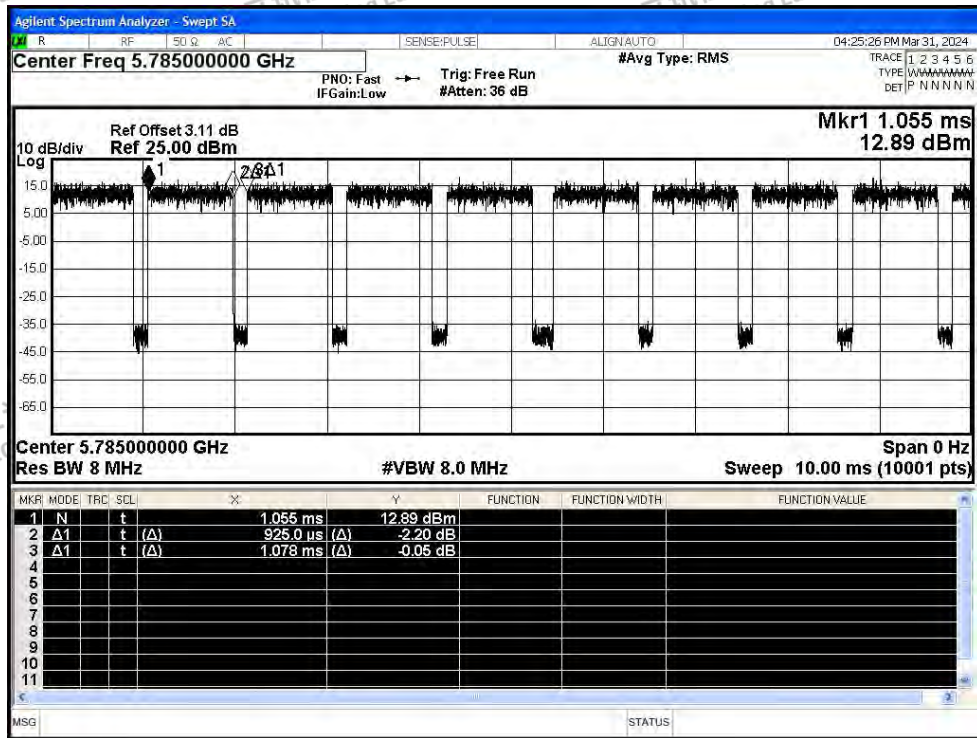 Agilent Spectrum Analyzer - Swept SA
LXI R RF 50 Ω AC SENSE:PULSE ALIGN AUTO 04:25:26 PM Mar 31, 2024
Center Freq 5.785000000 GHz #Avg Type: RMS TRACE 1 2 3 4 5 6
PNO: Fast Trig: Free Run TYPE WWWWWW
IFGain:Low #Atten: 36 dB DET P N N N N N
Mkr1 1.055 ms
Ref Offset 3.11 dB
10 dB/div Ref 25.00 dBm 12.89 dBm
Log
1 2Δ1 3Δ1
15.0
5.00
-5.00
-15.0
-25.0
-35.0
-45.0
-55.0
-65.0
Center 5.785000000 GHz Span 0 Hz
Res BW 8 MHz #VBW 8.0 MHz Sweep 10.00 ms (10001 pts)
MKR MODE TRC SCL X Y FUNCTION FUNCTION WIDTH FUNCTION VALUE
1 N t 1.055 ms 12.89 dBm
2 Δ1 t (Δ) 925.0 µs (Δ) -2.20 dB
3 Δ1 t (Δ) 1.078 ms (Δ) -0.05 dB
4
5
6
7
8
9
10
11
MSG STATUS